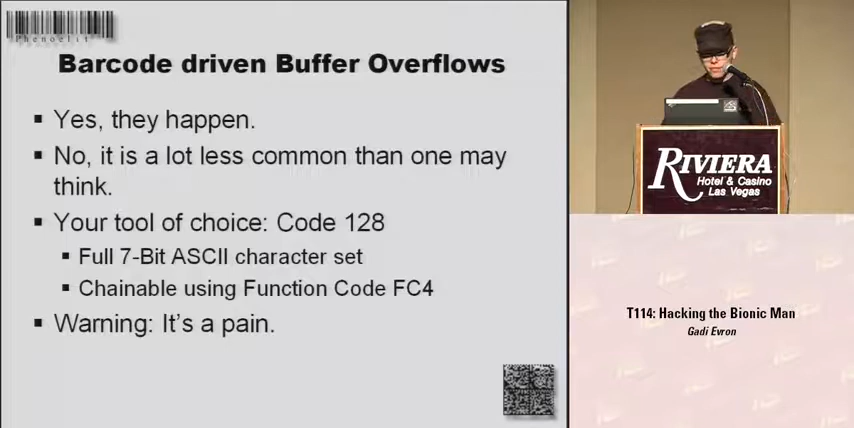 Phenoelit
Barcode driven Buffer Overflows
▪ Yes, they happen.
▪ No, it is a lot less common than one may
think.
▪ Your tool of choice: Code 128
▪ Full 7-Bit ASCII character set
▪ Chainable using Function Code FC4
▪ Warning: It's a pain.
RIVIERA
Hotel & Casino
Las Vegas
T114: Hacking the Bionic Man
Gadi Evron